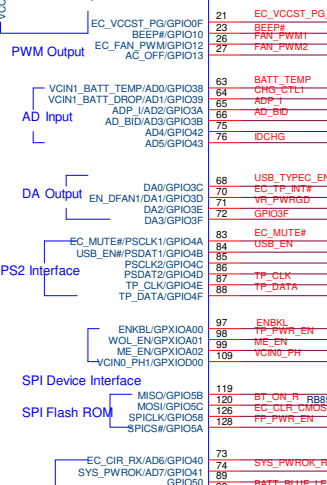 VCC
EC_VCCST_PG/GPIO0F 21 EC_VCCST_PG
BEEP#/GPIO10 23 BEEP#
PWM Output EC_FAN_PWM/GPIO12 26 FAN_PWM1
AC_OFF/GPIO13 27 FAN_PWM2
VCIN1_BATT_TEMP/AD0/GPIO38 63 BATT_TEMP
VCIN1_BATT_DROP/AD1/GPIO39 64 CHG_CTL1
ADP_I/AD2/GPIO3A 65 ADP_I
AD Input AD_BID/AD3/GPIO3B 66 AD_BID
AD4/GPIO42 75
AD5/GPIO43 76 IDCHG
DA0/GPIO3C 68 USB_TYPEC_EN
DA Output EN_DFAN1/DA1/GPIO3D 70 EC_TP_INT#
DA2/GPIO3E 71 VR_PWRGD
DA3/GPIO3F 72 GPIO3F
EC_MUTE#/PSCLK1/GPIO4A 83 EC_MUTE#
USB_EN#/PSDAT1/GPIO4B 84 USB_EN
PSCLK2/GPIO4C 85
PS2 Interface PSDAT2/GPIO4D 86
TP_CLK/GPIO4E 87 TP_CLK
TP_DATA/GPIO4F 88 TP_DATA
ENKBL/GPXIOA00 97 ENBKL
WOL_EN/GPXIOA01 98 TP_PWR_EN
ME_EN/GPXIOA02 99 ME_EN
VCIN0_PH1/GPXIOD00 109 VCIN0_PH
SPI Device Interface
MISO/GPIO5B 119
MOSI/GPIO5C 120 BT_ON_R RB8
SPI Flash ROM SPICLK/GPIO58 126 EC_CLR_CMOS
SPICS#/GPIO5A 128 FP_PWR_EN
EC_CIR_RX/AD6/GPIO40 73
SYS_PWROK/AD7/GPIO41 74 SYS_PWROK_R
GPIO50 89 BATT_BLUE_LE